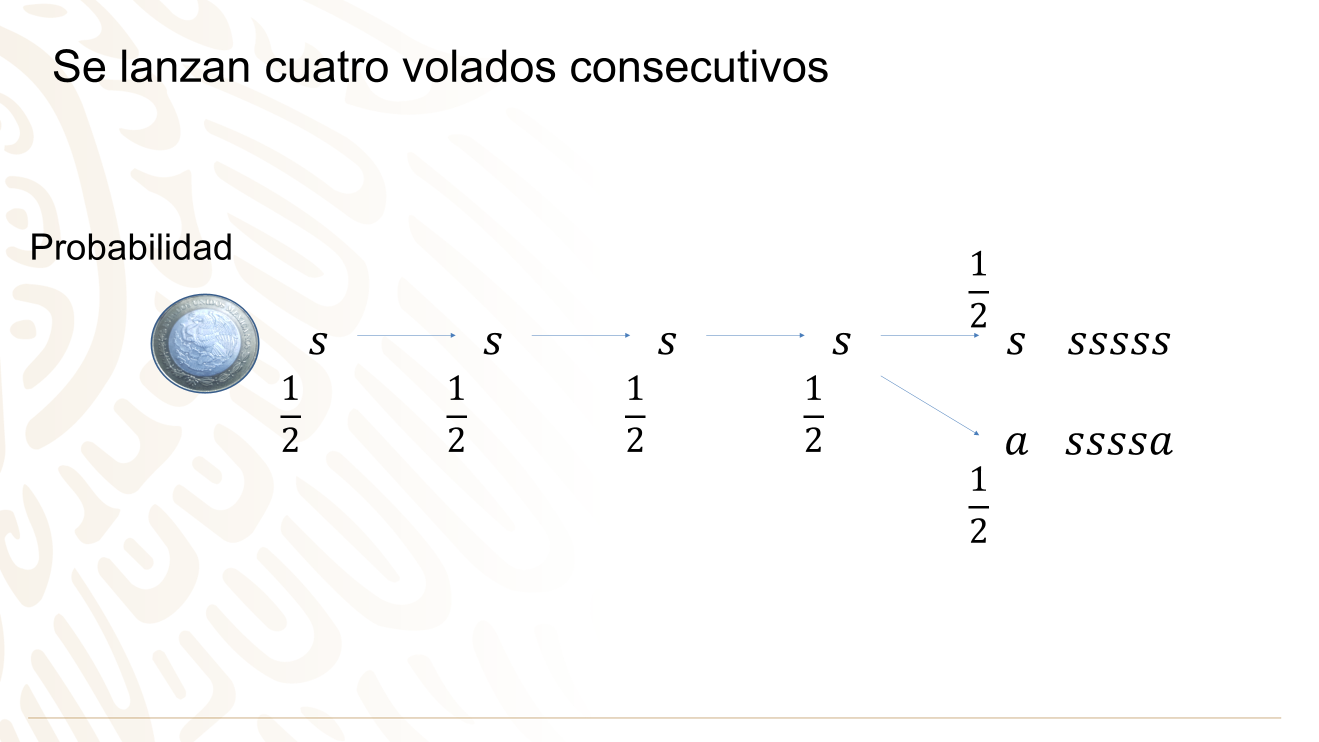 Se lanzan cuatro volados consecutivos
Probabilidad
1/2
s s s s s sssss
1/2 1/2 1/2 1/2
a ssssa
1/2